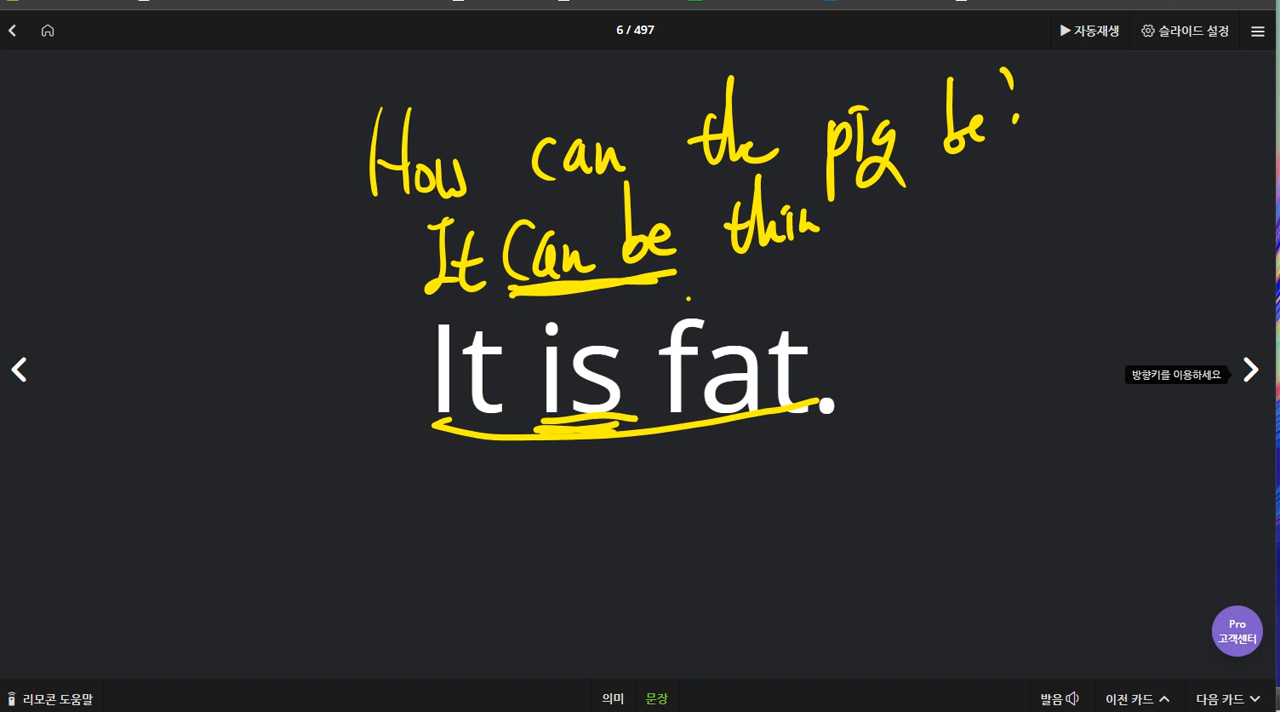 6 / 497
▶ 자동재생
슬라이드 설정
How can the pig be?
It can be thin
It is fat.
방향키를 이용하세요
Pro
고객센터
리모콘 도움말
의미
문장
발음
이전 카드
다음 카드